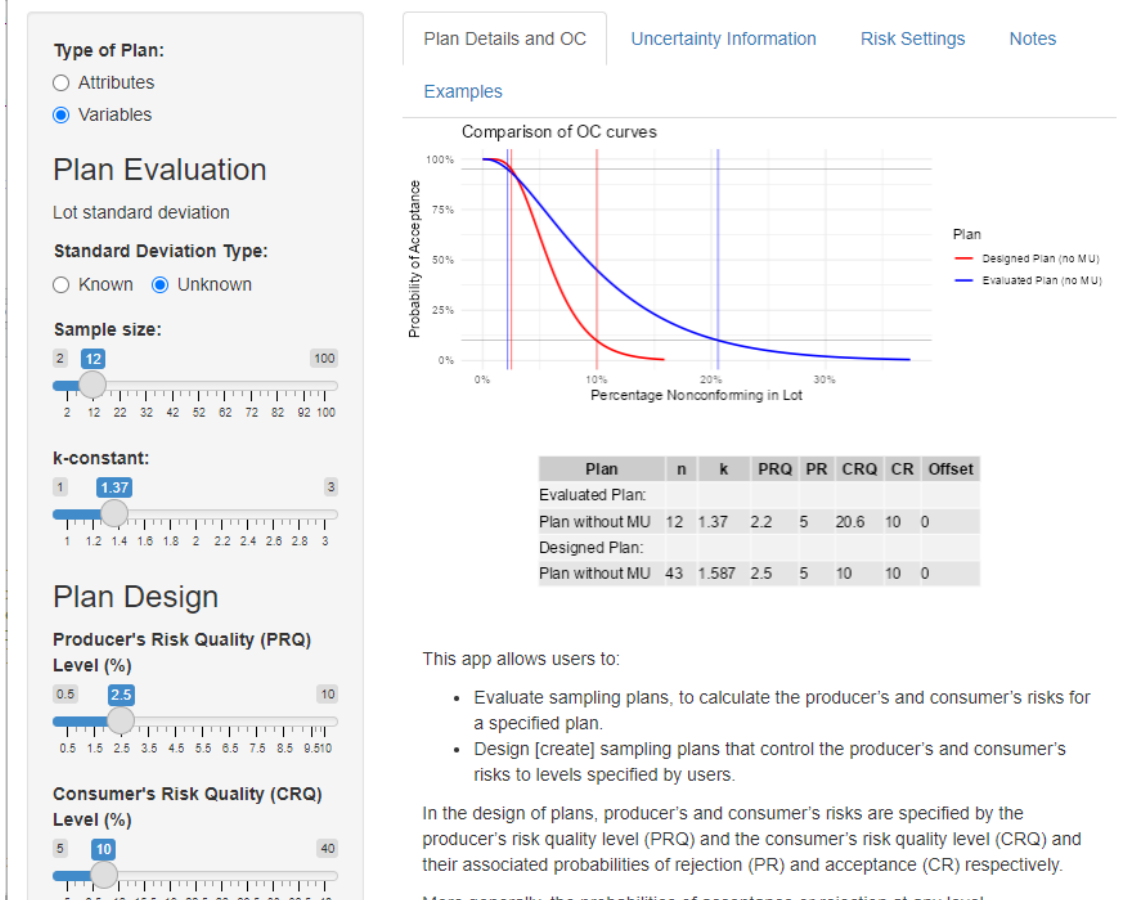 Type of Plan:
Attributes
Variables
Plan Evaluation
Lot standard deviation
Standard Deviation Type:
Known Unknown
Sample size:
2 12 100
2 12 22 32 42 52 62 72 82 92 100
k-constant:
1 1.37 3
1 1.2 1.4 1.6 1.8 2 2.2 2.4 2.6 2.8 3
Plan Design
Producer's Risk Quality (PRQ)
Level (%)
0.5 2.5 10
0.5 1.5 2.5 3.5 4.5 5.5 6.5 7.5 8.5 9.510
Consumer's Risk Quality (CRQ)
Level (%)
5 10 40
Plan Details and OC Uncertainty Information Risk Settings Notes
Examples
Comparison of OC curves
100%
75%
50%
25%
0%
Probability of Acceptance
0% 10% 20% 30%
Percentage Nonconforming in Lot
Plan
Designed Plan (no MU)
Evaluated Plan (no MU)
Plan n k PRQ PR CRQ CR Offset
Evaluated Plan:
Plan without MU 12 1.37 2.2 5 20.6 10 0
Designed Plan:
Plan without MU 43 1.587 2.5 5 10 10 0
This app allows users to:
• Evaluate sampling plans, to calculate the producer's and consumer's risks for
a specified plan.
• Design [create] sampling plans that control the producer's and consumer's
risks to levels specified by users.
In the design of plans, producer's and consumer's risks are specified by the
producer's risk quality level (PRQ) and the consumer's risk quality level (CRQ) and
their associated probabilities of rejection (PR) and acceptance (CR) respectively.
More generally, the probabilities of acceptance or rejection at any level